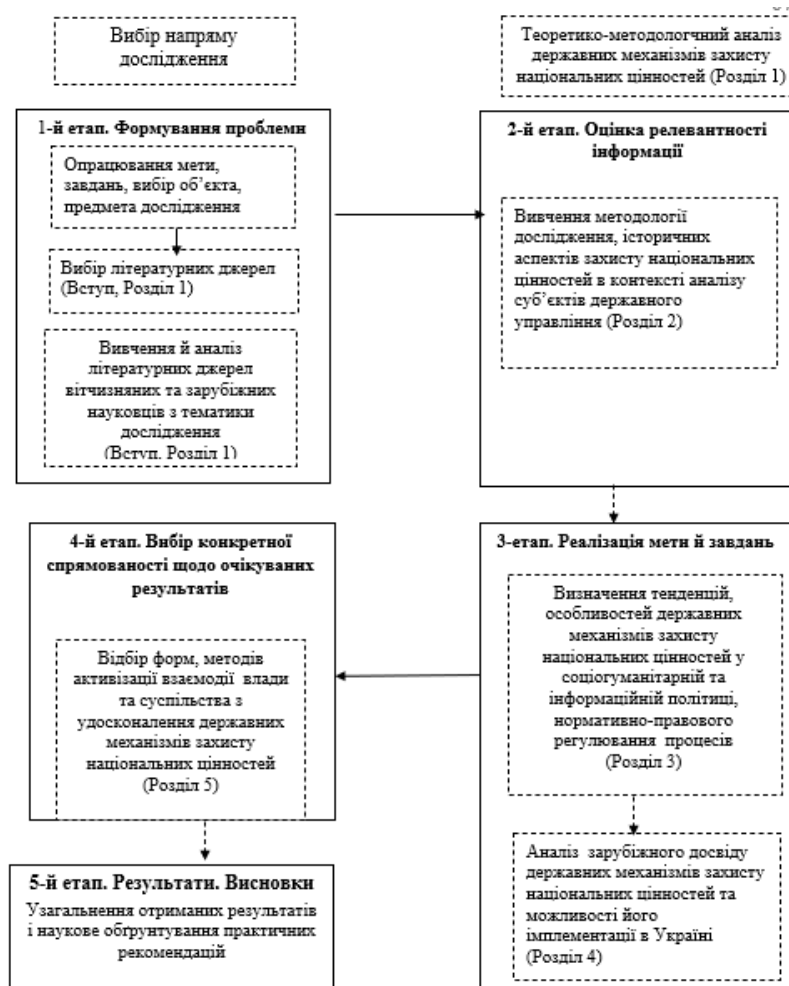 Вибір напряму
дослідження
Теоретико-методологчний аналіз
державних механізмів захисту
національних цінностей (Розділ 1)
1-й етап. Формування проблеми
Опрацювання мети,
завдань, вибір об’єкта,
предмета дослідження
Вибір літературних джерел
(Вступ, Розділ 1)
Вивчення й аналіз
літературних джерел
вітчизняних та зарубіжних
науковців з тематики
дослідження
(Вступ. Розділ 1)
2-й етап. Оцінка релевантності
інформації
Вивчення методології
дослідження, історичних
аспектів захисту національних
цінностей в контексті аналізу
суб’єктів державного
управління (Розділ 2)
3-етап. Реалізація мети й завдань
Визначення тенденцій,
особливостей державних
механізмів захисту
національних цінностей у
соціогуманітарній та
інформаційній політиці,
нормативно-правового
регулювання процесів
(Розділ 3)
Аналіз зарубіжного досвіду
державних механізмів захисту
національних цінностей та
можливості його
імплементації в Україні
(Розділ 4)
4-й етап. Вибір конкретної
спрямованості щодо очікуваних
результатів
Відбір форм, методів
активізації взаємодії влади
та суспільства з
удосконалення державних
механізмів захисту
національних цінностей
(Розділ 5)
5-й етап. Результати. Висновки
Узагальнення отриманих результатів
і наукове обґрунтування практичних
рекомендацій